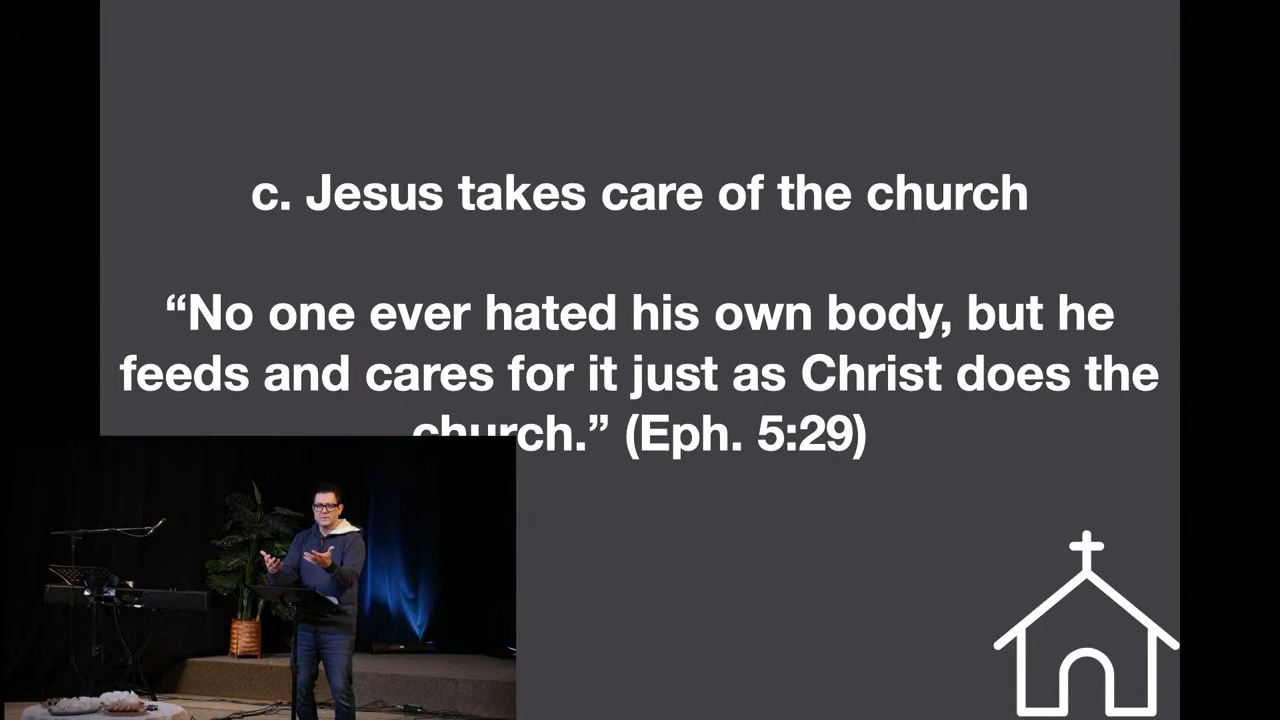 c. Jesus takes care of the church
“No one ever hated his own body, but he
feeds and cares for it just as Christ does the
church.” (Eph. 5:29)